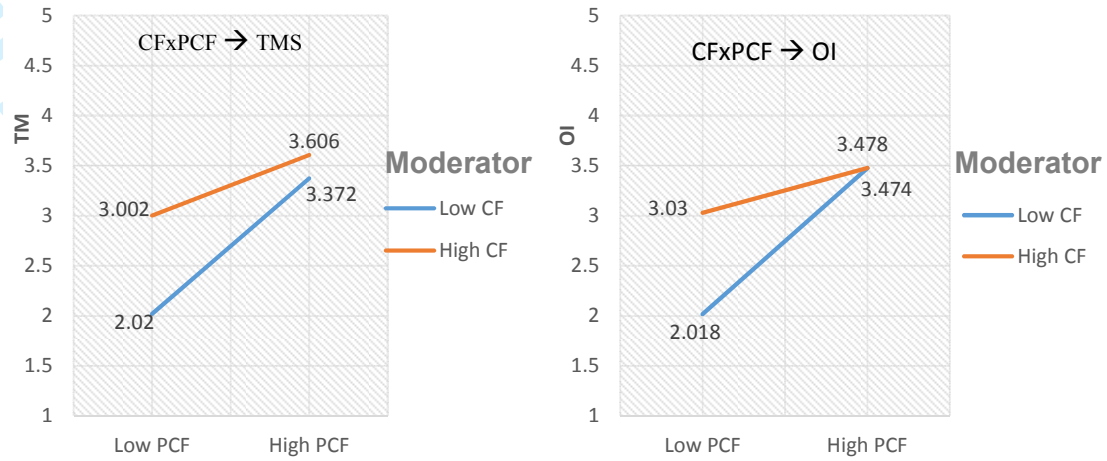 CFxPCF → TMS
5
4.5
4
3.5
3
2.5
2
1.5
1
TM
3.606
3.372
3.002
2.02
Low PCF
High PCF
Moderator
Low CF
High CF
CFxPCF → OI
5
4.5
4
3.5
3
2.5
2
1.5
1
OI
3.478
3.474
3.03
2.018
Low PCF
High PCF
Moderator
Low CF
High CF